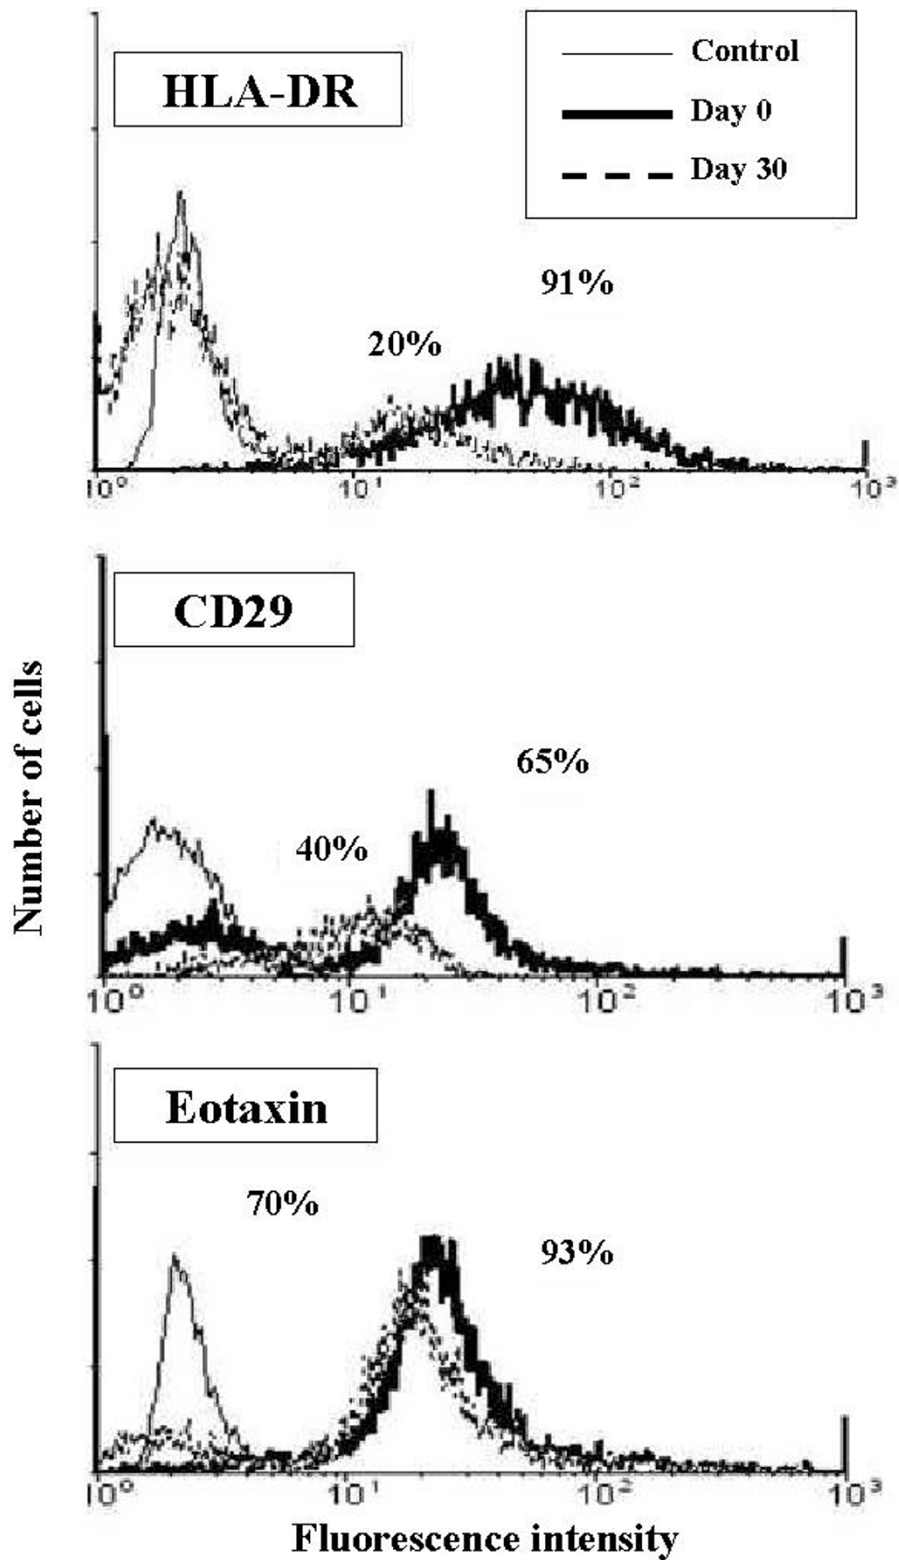 HLA-DR
Control
Day 0
Day 30
91%
20%
10⁰ 10¹ 10² 10³
CD29
Number of cells
65%
40%
10⁰ 10¹ 10² 10³
Eotaxin
70%
93%
10⁰ 10¹ 10² 10³
Fluorescence intensity